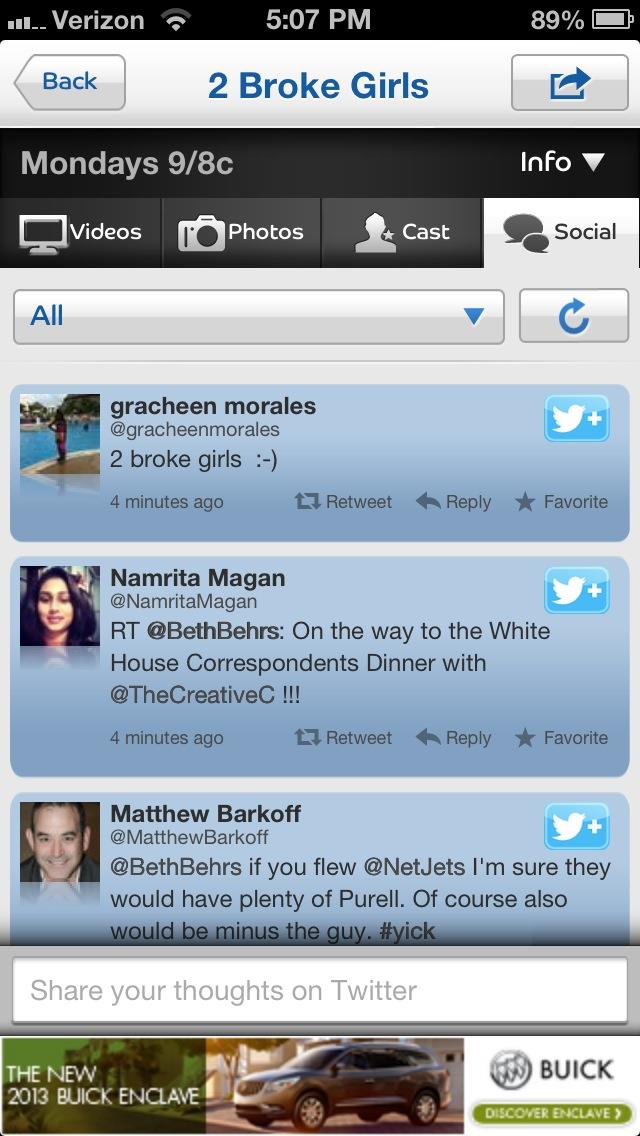 Verizon 5:07 PM 89%
Back 2 Broke Girls
Mondays 9/8c Info
Videos Photos Cast Social
All
gracheen morales
@gracheenmorales
2 broke girls :-)
4 minutes ago Retweet Reply Favorite
Namrita Magan
@NamritaMagan
RT @BethBehrs: On the way to the White
House Correspondents Dinner with
@TheCreativeC !!!
4 minutes ago Retweet Reply Favorite
Matthew Barkoff
@MatthewBarkoff
@BethBehrs if you flew @NetJets I'm sure they
would have plenty of Purell. Of course also
would be minus the guy. #yick
Share your thoughts on Twitter
THE NEW
2013 BUICK ENCLAVE
BUICK
DISCOVER ENCLAVE